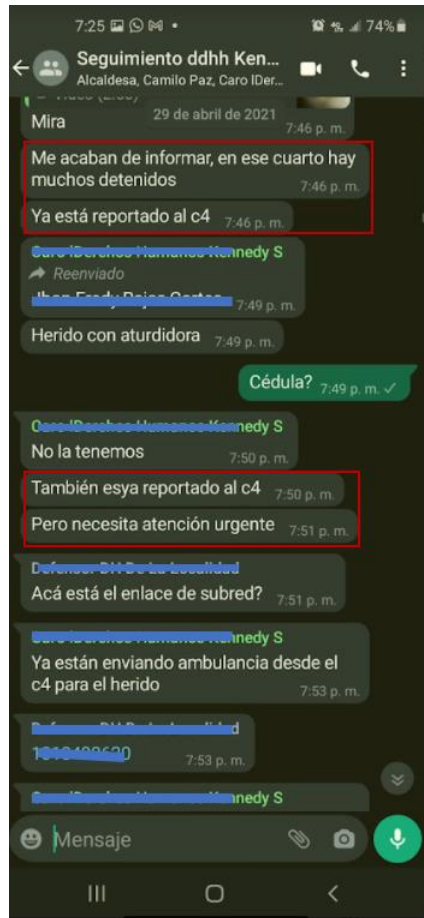 7:25
74%
Seguimiento ddhh Ken...
Alcaldesa, Camilo Paz, Caro IDer...
29 de abril de 2021
Mira
7:46 p. m.
Me acaban de informar, en ese cuarto hay
muchos detenidos
7:46 p. m.
Ya está reportado al c4 7:46 p. m.
Kennedy S
Reenviado
7:49 p. m.
Herido con aturdidora 7:49 p. m.
Cédula? 7:49 p. m.
nnedy S
No la tenemos
7:50 p. m.
También esya reportado al c4 7:50 p. m.
Pero necesita atención urgente 7:51 p. m.
Acá está el enlace de subred? 7:51 p. m.
Kennedy S
Ya están enviando ambulancia desde el
c4 para el herido
7:53 p. m.
7:53 p. m.
nnedy S
Mensaje